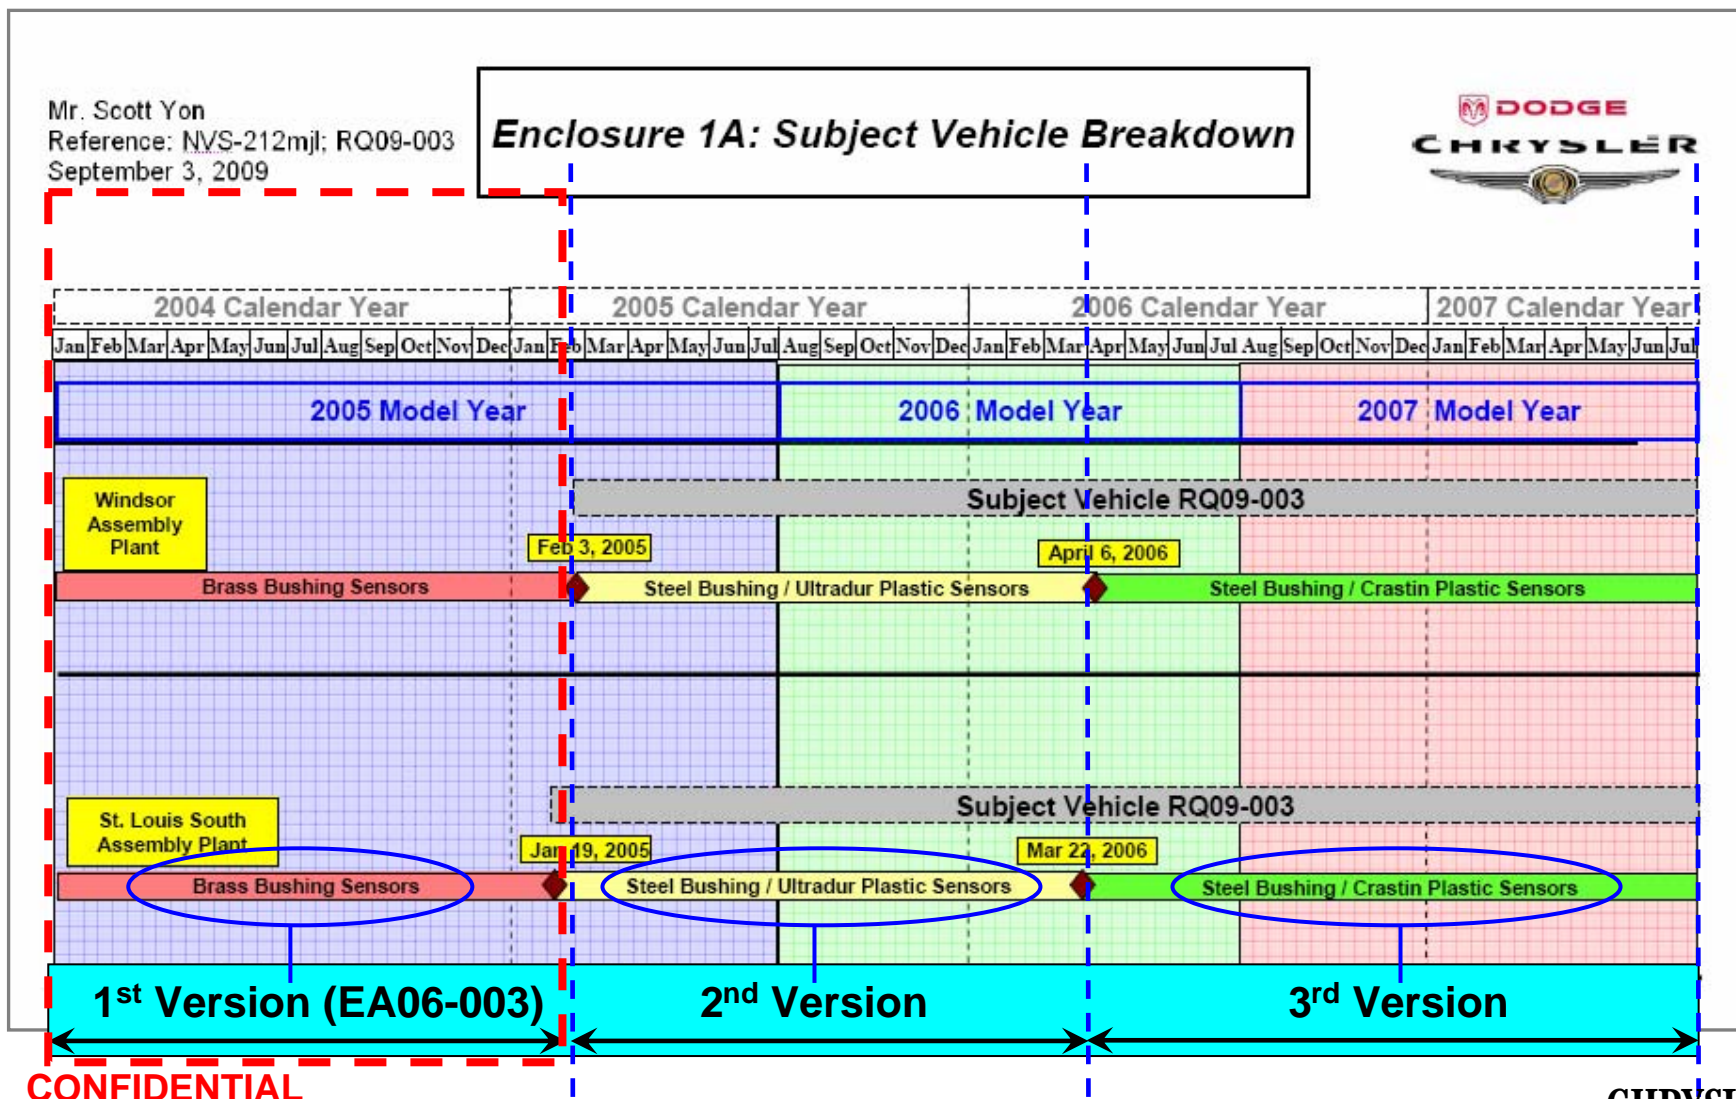 Mr. Scott Yon
Reference: NVS-212mjl; RQ09-003
September 3, 2009
Enclosure 1A: Subject Vehicle Breakdown
DODGE
CHRYSLER
2004 Calendar Year 2005 Calendar Year 2006 Calendar Year 2007 Calendar Year
Jan Feb Mar Apr May Jun Jul Aug Sep Oct Nov Dec Jan Feb Mar Apr May Jun Jul Aug Sep Oct Nov Dec Jan Feb Mar Apr May Jun Jul Aug Sep Oct Nov Dec Jan Feb Mar Apr May Jun Jul
2005 Model Year 2006 Model Year 2007 Model Year
Windsor
Assembly
Plant
Subject Vehicle RQ09-003
Feb 3, 2005 April 6, 2006
Brass Bushing Sensors Steel Bushing / Ultradur Plastic Sensors Steel Bushing / Crastin Plastic Sensors
Subject Vehicle RQ09-003
St. Louis South
Assembly Plant
Jan 19, 2005 Mar 22, 2006
Brass Bushing Sensors Steel Bushing / Ultradur Plastic Sensors Steel Bushing / Crastin Plastic Sensors
1st Version (EA06-003) 2nd Version 3rd Version
CONFIDENTIAL